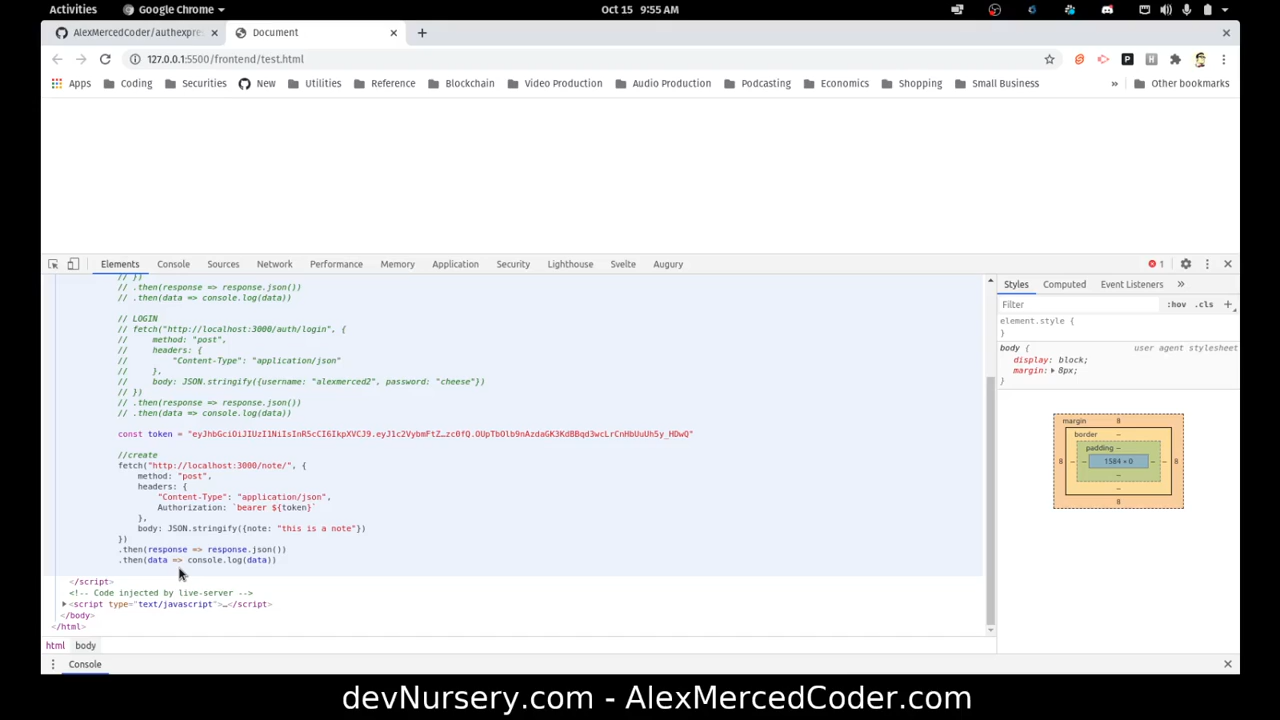 Activities Google Chrome Oct 15 9:55 AM
AlexMercedCoder/authexpre Document
127.0.0.1:5500/frontend/test.html
Apps Coding Securities New Utilities Reference Blockchain Video Production Audio Production Podcasting Economics Shopping Small Business » Other bookmarks
Elements Console Sources Network Performance Memory Application Security Lighthouse Svelte Augury 1
// })
// .then(response => response.json())
// .then(data => console.log(data))
// LOGIN
// fetch("http://localhost:3000/auth/login", {
// method: "post",
// headers: {
// "Content-Type": "application/json"
// },
// body: JSON.stringify({username: "alexmerced2", password: "cheese"})
// })
// .then(response => response.json())
// .then(data => console.log(data))
//create
fetch("http://localhost:3000/note/", {
method: "post",
headers: {
"Content-Type": "application/json",
Authorization: `bearer ${token}`
},
body: JSON.stringify({note: "this is a note"})
})
.then(response => response.json())
.then(data => console.log(data))
</script>
<!-- Code injected by live-server -->
<script type="text/javascript">…</script>
</body>
</html>
html body
Console
Styles Computed Event Listeners »
Filter :hov .cls +
element.style {
}
body { user agent stylesheet
display: block;
margin: 8px;
}
margin 8
border –
padding –
8 – – 1584 × 0 – – 8
–
–
8
devNursery.com - AlexMercedCoder.com